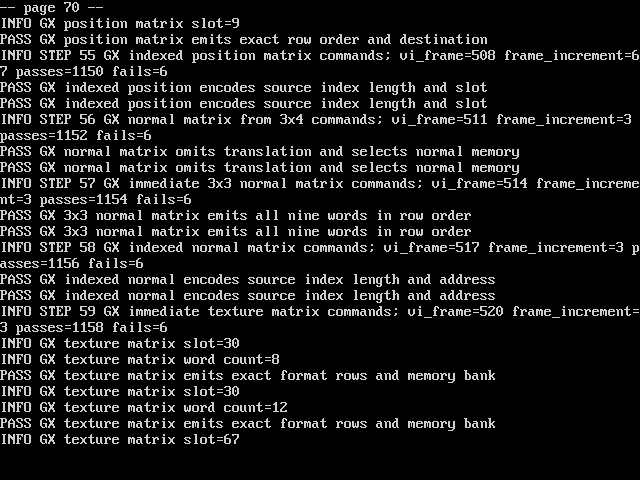 -- page 70 --
INFO GX position matrix slot=9
PASS GX position matrix emits exact row order and destination
INFO STEP 55 GX indexed position matrix commands; vi_frame=508 frame_increment=6
7 passes=1150 fails=6
PASS GX indexed position encodes source index length and slot
PASS GX indexed position encodes source index length and slot
INFO STEP 56 GX normal matrix from 3x4 commands; vi_frame=511 frame_increment=3
passes=1152 fails=6
PASS GX normal matrix omits translation and selects normal memory
PASS GX normal matrix omits translation and selects normal memory
INFO STEP 57 GX immediate 3x3 normal matrix commands; vi_frame=514 frame_increme
nt=3 passes=1154 fails=6
PASS GX 3x3 normal matrix emits all nine words in row order
PASS GX 3x3 normal matrix emits all nine words in row order
INFO STEP 58 GX indexed normal matrix commands; vi_frame=517 frame_increment=3 p
asses=1156 fails=6
PASS GX indexed normal encodes source index length and address
PASS GX indexed normal encodes source index length and address
INFO STEP 59 GX immediate texture matrix commands; vi_frame=520 frame_increment=
3 passes=1158 fails=6
INFO GX texture matrix slot=30
INFO GX texture matrix word count=8
PASS GX texture matrix emits exact format rows and memory bank
INFO GX texture matrix slot=30
INFO GX texture matrix word count=12
PASS GX texture matrix emits exact format rows and memory bank
INFO GX texture matrix slot=67